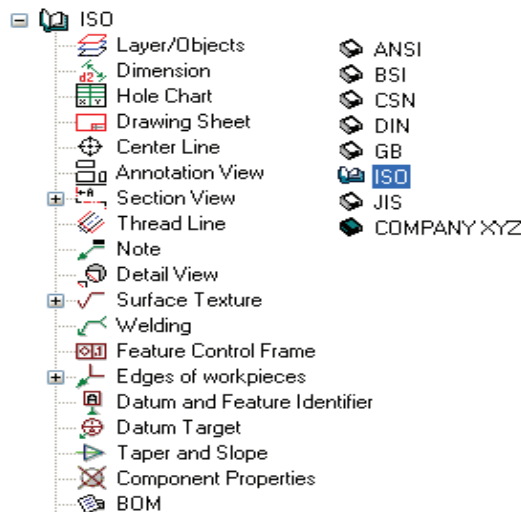 ISO
Layer/Objects
Dimension
Hole Chart
Drawing Sheet
Center Line
Annotation View
Section View
Thread Line
Note
Detail View
Surface Texture
Welding
Feature Control Frame
Edges of workpieces
Datum and Feature Identifier
Datum Target
Taper and Slope
Component Properties
BOM
ANSI
BSI
CSN
DIN
GB
ISO
JIS
COMPANY XYZ